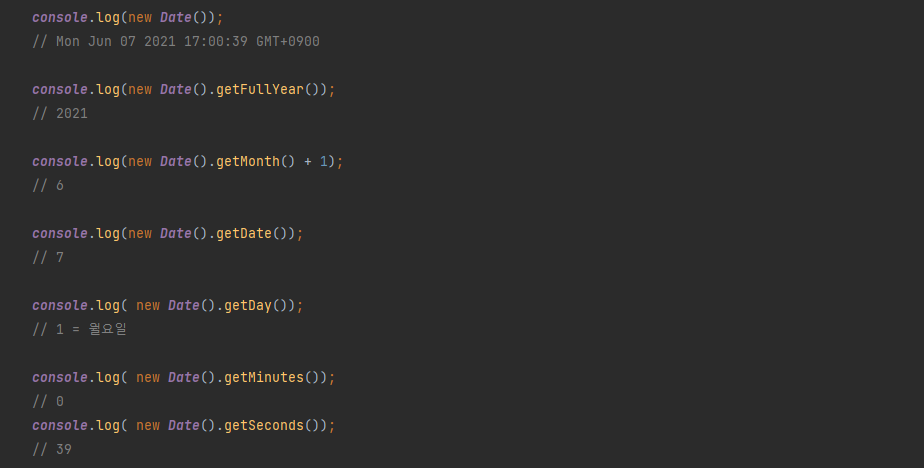 console.log(new Date());
// Mon Jun 07 2021 17:00:39 GMT+0900
console.log(new Date().getFullYear());
// 2021
console.log(new Date().getMonth() + 1);
// 6
console.log(new Date().getDate());
// 7
console.log( new Date().getDay());
// 1 = 월요일
console.log( new Date().getMinutes());
// 0
console.log( new Date().getSeconds());
// 39